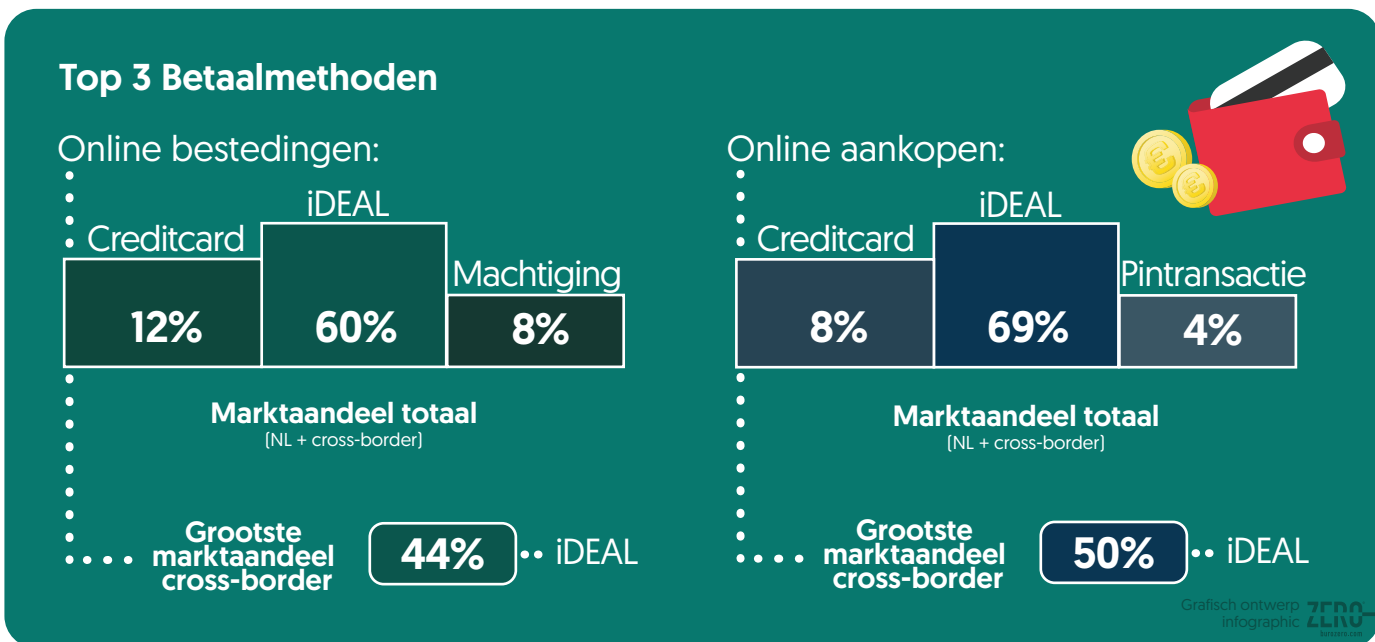 Top 3 Betaalmethoden
Online bestedingen:
iDEAL
Creditcard
Machtiging
12%
60%
8%
Marktaandeel totaal
(NL + cross-border)
Grootste
marktaandeel
cross-border
44%
iDEAL
Online aankopen:
iDEAL
Creditcard
Pintransactie
8%
69%
4%
Marktaandeel totaal
(NL + cross-border)
Grootste
marktaandeel
cross-border
50%
iDEAL
Grafisch ontwerp
infographic
ZERO